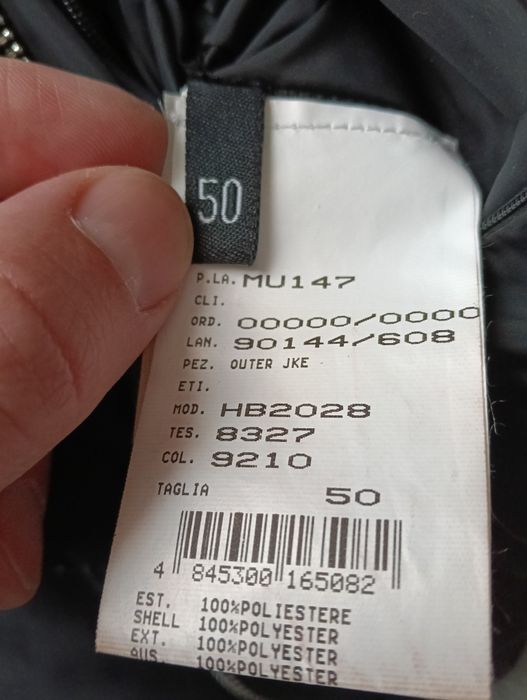 50
P.LA. MU147
CLI.
ORD. 00000/0000
LAN. 90144/608
PEZ. OUTER JKE
ETI.
MOD. HB2028
TES. 8327
COL. 9210
TAGLIA 50
4 845300 165082
EST. 100%POLIESTERE
SHELL 100%POLYESTER
EXT. 100%POLYESTER
AUS. 100%POLYESTER